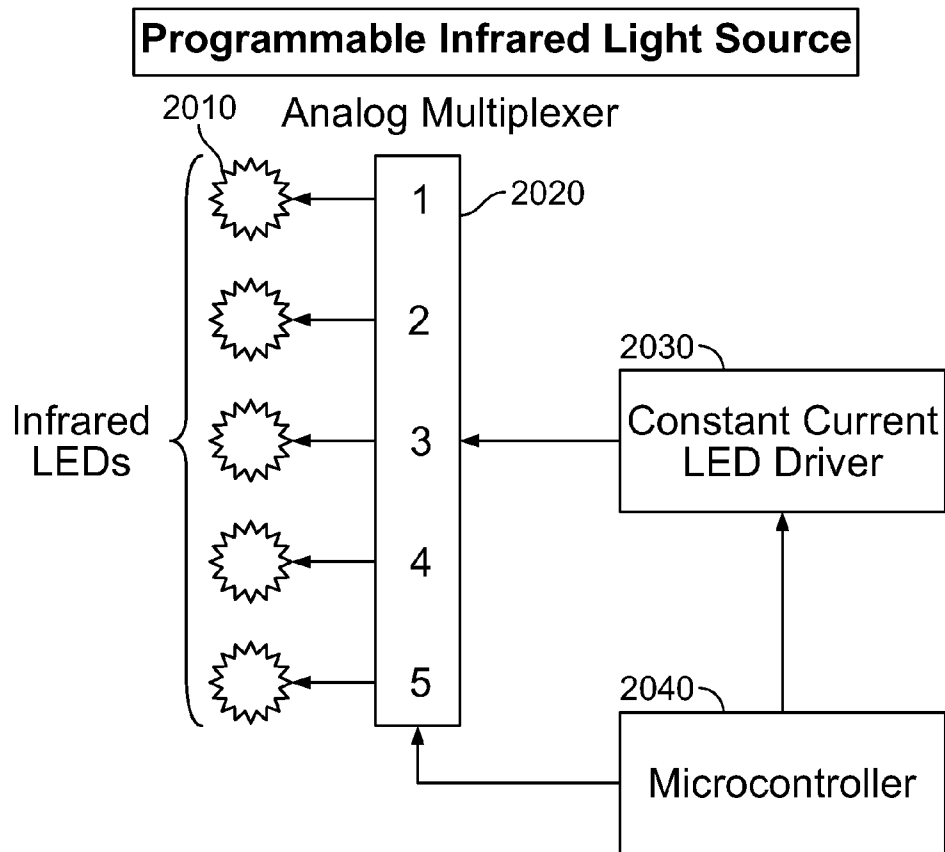 Programmable Infrared Light Source
2010
Analog Multiplexer
1
2020
2
2030
Infrared
LEDs
3
Constant Current
LED Driver
4
5
2040
Microcontroller